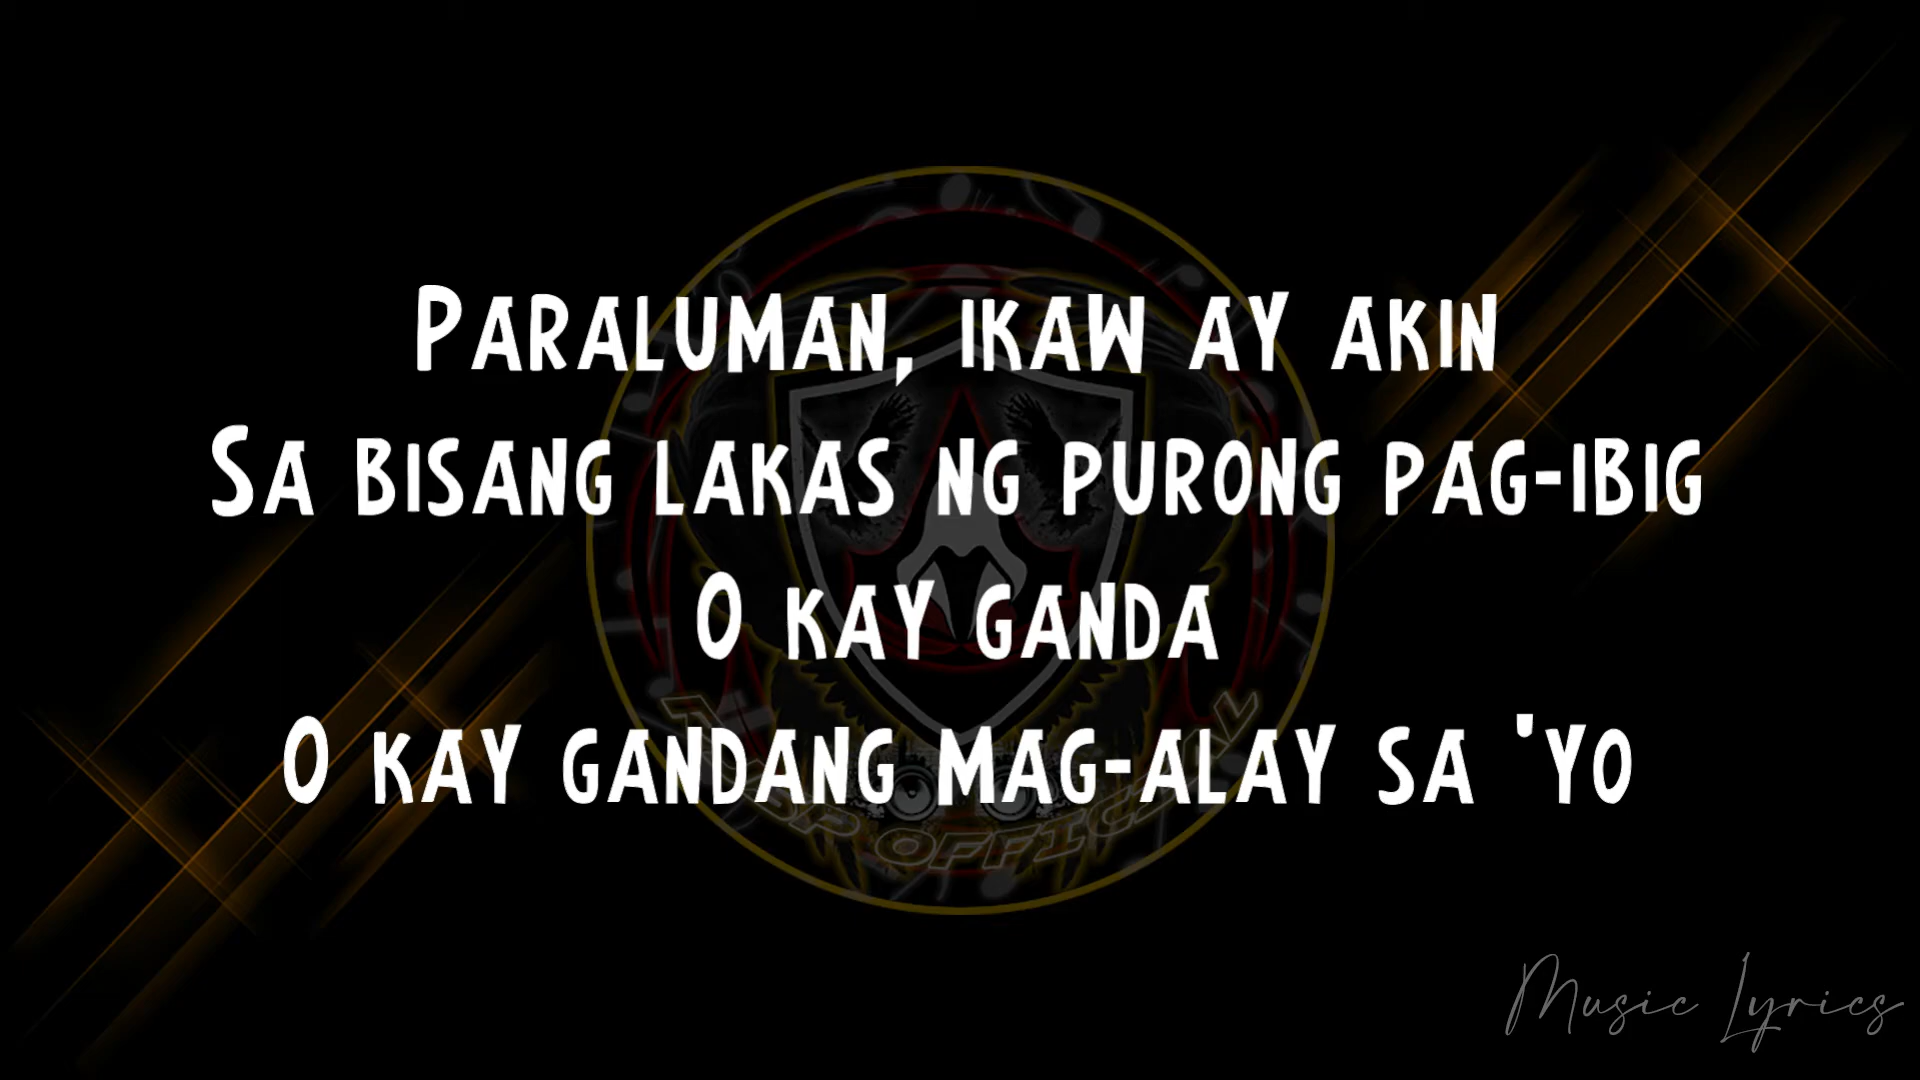 Paraluman, ikaw ay akin
Sa bisang lakas ng purong pag-ibig
O kay ganda
O kay gandang mag-alay sa 'yo
OFFICIAL
Music Lyrics